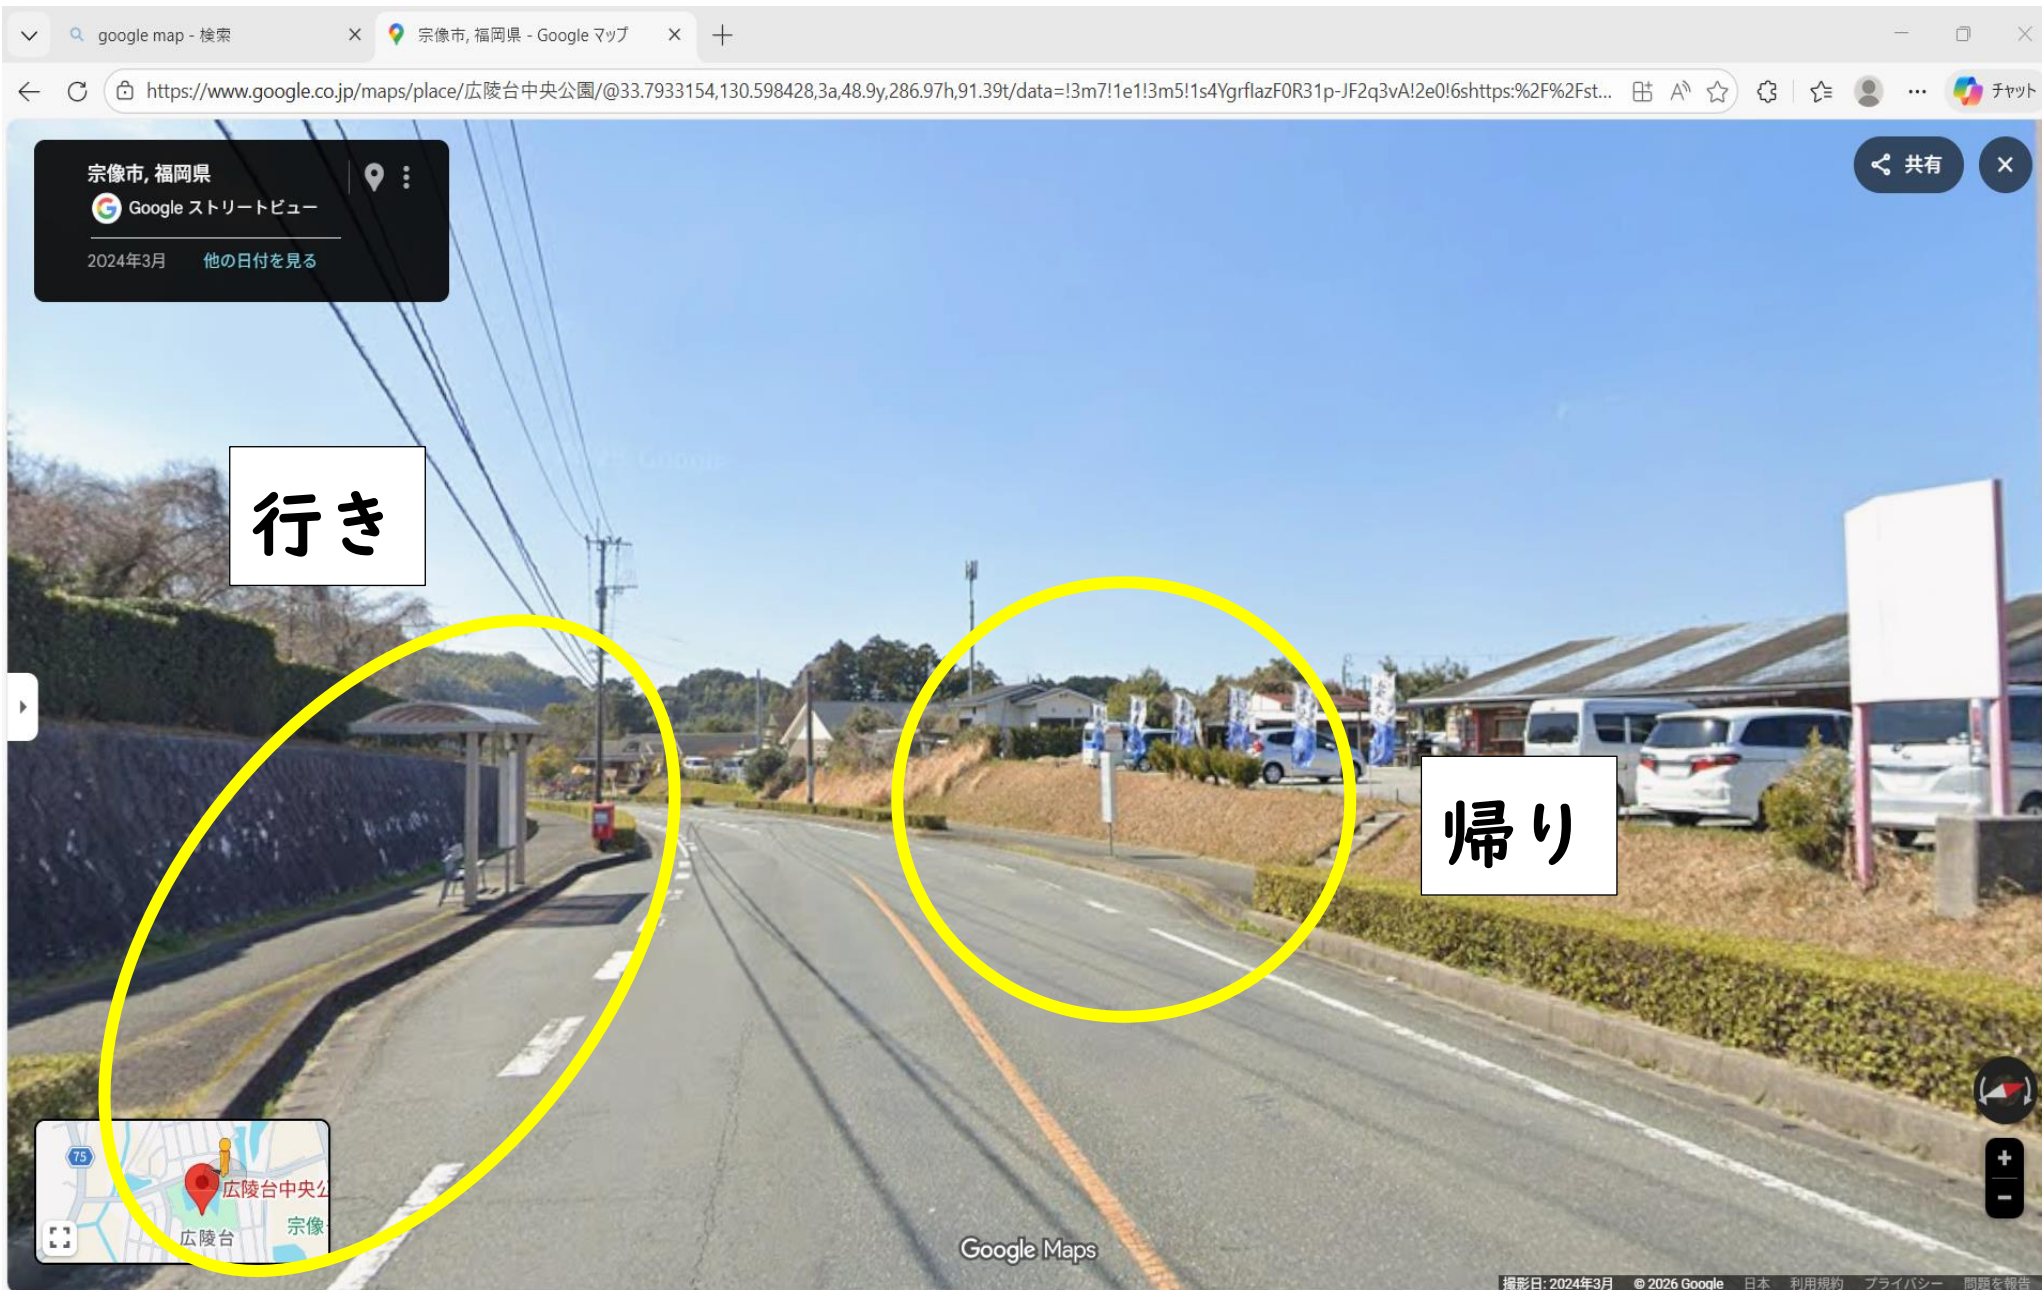 google map - 検索
宗像市, 福岡県 - Google マップ
https://www.google.co.jp/maps/place/広陵台中央公園/@33.7933154,130.598428,3a,48.9y,286.97h,91.39t/data=!3m7!1e1!3m5!1s4YgrflazF0R31p-JF2q3vA!2e0!6shttps:%2F%2Fst...
チャット
宗像市, 福岡県
Google ストリートビュー
2024年3月 他の日付を見る
共有
行き
帰り
75
広陵台中央公
広陵台
宗像
Google Maps
撮影日: 2024年3月 © 2026 Google 日本 利用規約 プライバシー 問題を報告